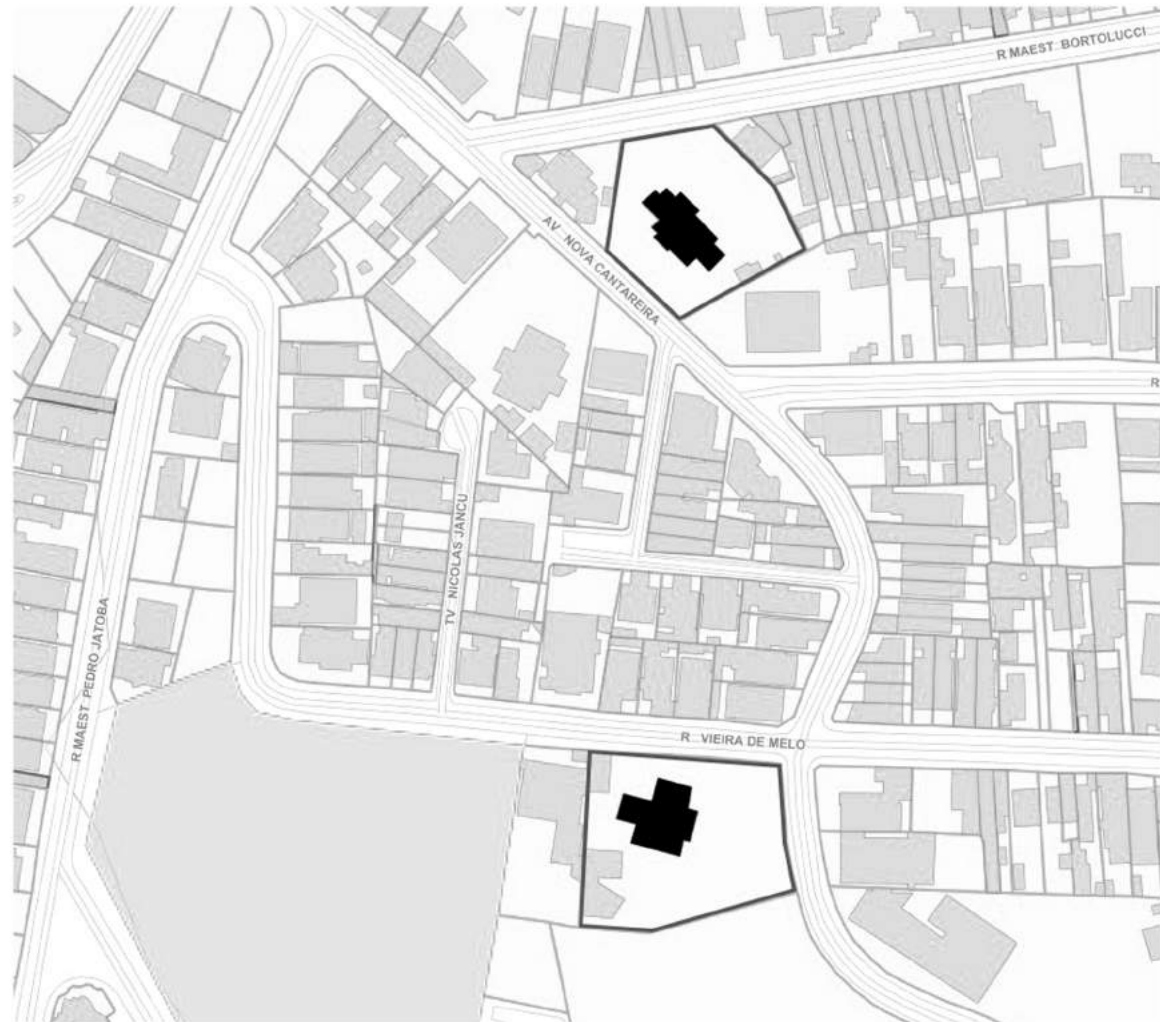 R MAEST BORTOLUCCI
AV NOVA CANTAREIRA
R
TV NICOLAS JANCU
R MAEST PEDRO JATOBA
R VIEIRA DE MELO